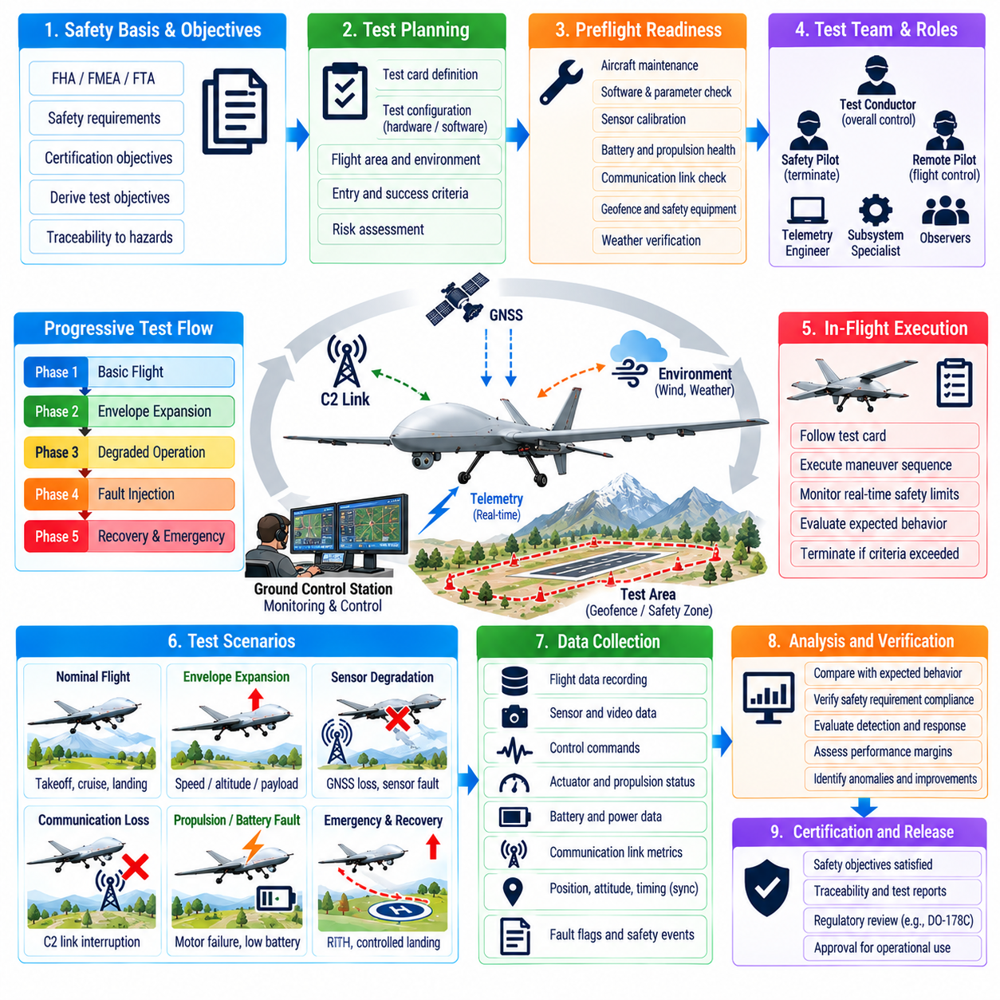 1. Safety Basis & Objectives
FHA / FMEA / FTA
Safety requirements
Certification objectives
Derive test objectives
Traceability to hazards
2. Test Planning
Test card definition
Test configuration
(hardware / software)
Flight area and environment
Entry and success criteria
Risk assessment
3. Preflight Readiness
Aircraft maintenance
Software & parameter check
Sensor calibration
Battery and propulsion health
Communication link check
Geofence and safety equipment
Weather verification
4. Test Team & Roles
Test Conductor
(overall control)
Safety Pilot
(terminate)
Remote Pilot
(flight control)
Telemetry
Engineer
Subsystem
Specialist
Observers
Progressive Test Flow
Phase 1 Basic Flight
Phase 2 Envelope Expansion
Phase 3 Degraded Operation
Phase 4 Fault Injection
Phase 5 Recovery & Emergency
GNSS
C2 Link
Environment
(Wind, Weather)
Telemetry
(Real-time)
Ground Control Station
Monitoring & Control
Test Area
(Geofence / Safety Zone)
5. In-Flight Execution
Follow test card
Execute maneuver sequence
Monitor real-time safety limits
Evaluate expected behavior
Terminate if criteria exceeded
6. Test Scenarios
Nominal Flight
Takeoff, cruise, landing
Envelope Expansion
Speed / altitude / payload
Sensor Degradation
GNSS loss, sensor fault
Communication Loss
C2 link interruption
Propulsion / Battery Fault
Motor failure, low battery
Emergency & Recovery
H
controlled landing
7. Data Collection
Flight data recording
Sensor and video data
Control commands
Actuator and propulsion status
Battery and power data
Communication link metrics
Position, attitude, timing (sync)
Fault flags and safety events
8. Analysis and Verification
Compare with expected behavior
Verify safety requirement compliance
Evaluate detection and response
Assess performance margins
Identify anomalies and improvements
9. Certification and Release
Safety objectives satisfied
Traceability and test reports
Regulatory review (e.g., DO-178C)
Approval for operational use